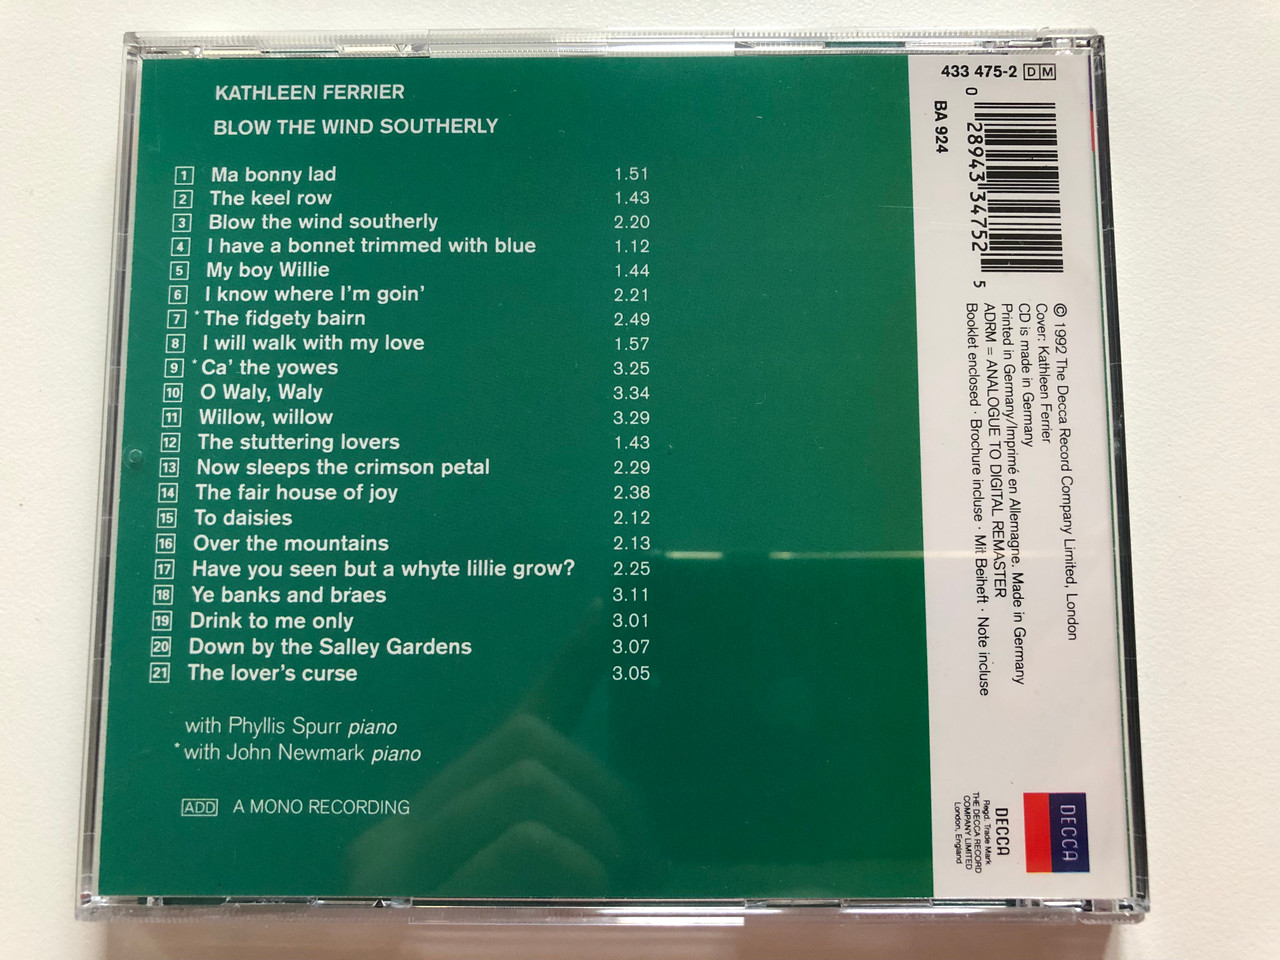 KATHLEEN FERRIER
BLOW THE WIND SOUTHERLY
1 Ma bonny lad 1.51
2 The keel row 1.43
3 Blow the wind southerly 2.20
4 I have a bonnet trimmed with blue 1.12
5 My boy Willie 1.44
6 I know where I'm goin' 2.21
7 * The fidgety bairn 2.49
8 I will walk with my love 1.57
9 * Ca' the yowes 3.25
10 O Waly, Waly 3.34
11 Willow, willow 3.29
12 The stuttering lovers 1.43
13 Now sleeps the crimson petal 2.29
14 The fair house of joy 2.38
15 To daisies 2.12
16 Over the mountains 2.13
17 Have you seen but a whyte lillie grow? 2.25
18 Ye banks and braes 3.11
19 Drink to me only 3.01
20 Down by the Salley Gardens 3.07
21 The lover's curse 3.05
with Phyllis Spurr piano
* with John Newmark piano
ADD A MONO RECORDING
433 475-2 DM
BA 924
0 28943 34752 5
© 1992 The Decca Record Company Limited, London
Cover: Kathleen Ferrier
CD is made in Germany
Printed in Germany/Imprimé en Allemagne. Made in Germany
ADRM = ANALOGUE TO DIGITAL REMASTER
Booklet enclosed · Brochure incluse · Mit Beiheft · Note incluse
DECCA
DECCA
Regd. Trade Mark
THE DECCA RECORD
COMPANY LIMITED
London, England